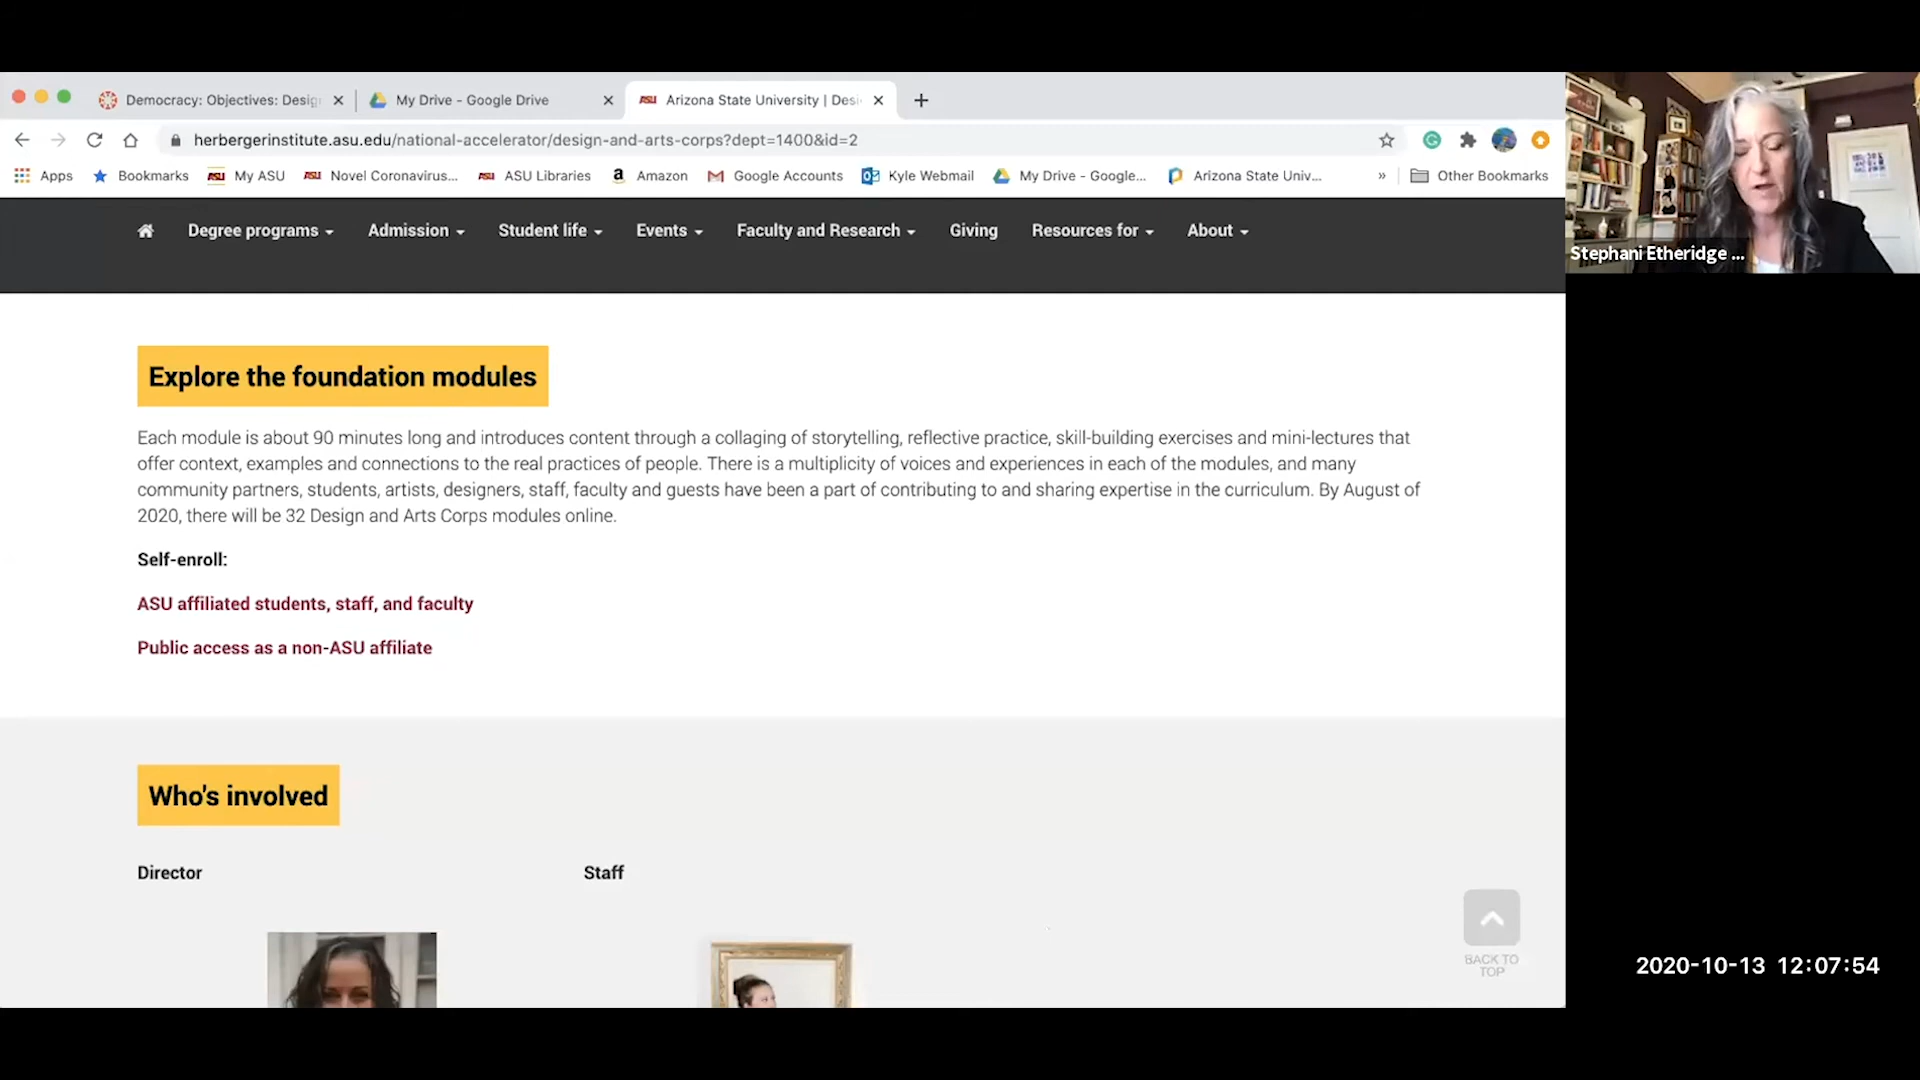 Democracy: Objectives: Desig
My Drive - Google Drive
ASU Arizona State University | Desi
herbergerinstitute.asu.edu/national-accelerator/design-and-arts-corps?dept=1400&id=2
Apps Bookmarks ASU My ASU ASU Novel Coronavirus... ASU ASU Libraries a Amazon Google Accounts Kyle Webmail My Drive - Google... Arizona State Univ... » Other Bookmarks
Degree programs Admission Student life Events Faculty and Research Giving Resources for About
Stephani Etheridge ...
Explore the foundation modules
Each module is about 90 minutes long and introduces content through a collaging of storytelling, reflective practice, skill-building exercises and mini-lectures that
offer context, examples and connections to the real practices of people. There is a multiplicity of voices and experiences in each of the modules, and many
community partners, students, artists, designers, staff, faculty and guests have been a part of contributing to and sharing expertise in the curriculum. By August of
2020, there will be 32 Design and Arts Corps modules online.
Self-enroll:
ASU affiliated students, staff, and faculty
Public access as a non-ASU affiliate
Who's involved
Director
Staff
BACK TO
TOP
2020-10-13 12:07:54